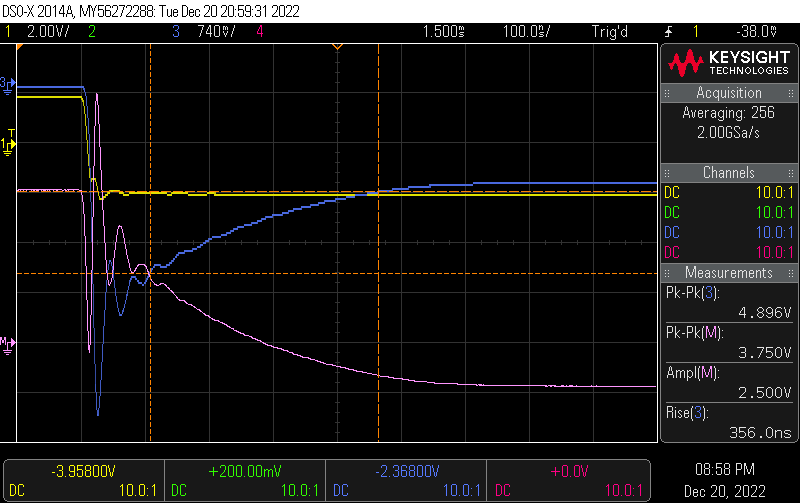 DSO-X 2014A, MY56272288: Tue Dec 20 20:59:31 2022
1 2.00V/ 2 3 740♒/ 4 1.500s 100.0s/ Trig'd 1 -38.0♒
KEYSIGHT
TECHNOLOGIES
Acquisition
Averaging: 256
2.00GSa/s
Channels
DC 10.0:1
DC 10.0:1
DC 10.0:1
DC 10.0:1
Measurements
Pk-Pk(3):
4.896V
Pk-Pk(M):
3.750V
Ampl(M):
2.500V
Rise(3):
356.0ns
3
T
1
M
-3.95800V
DC 10.0:1
+200.00mV
DC 10.0:1
-2.36800V
DC 10.0:1
+0.0V
DC 10.0:1
08:58 PM
Dec 20, 2022